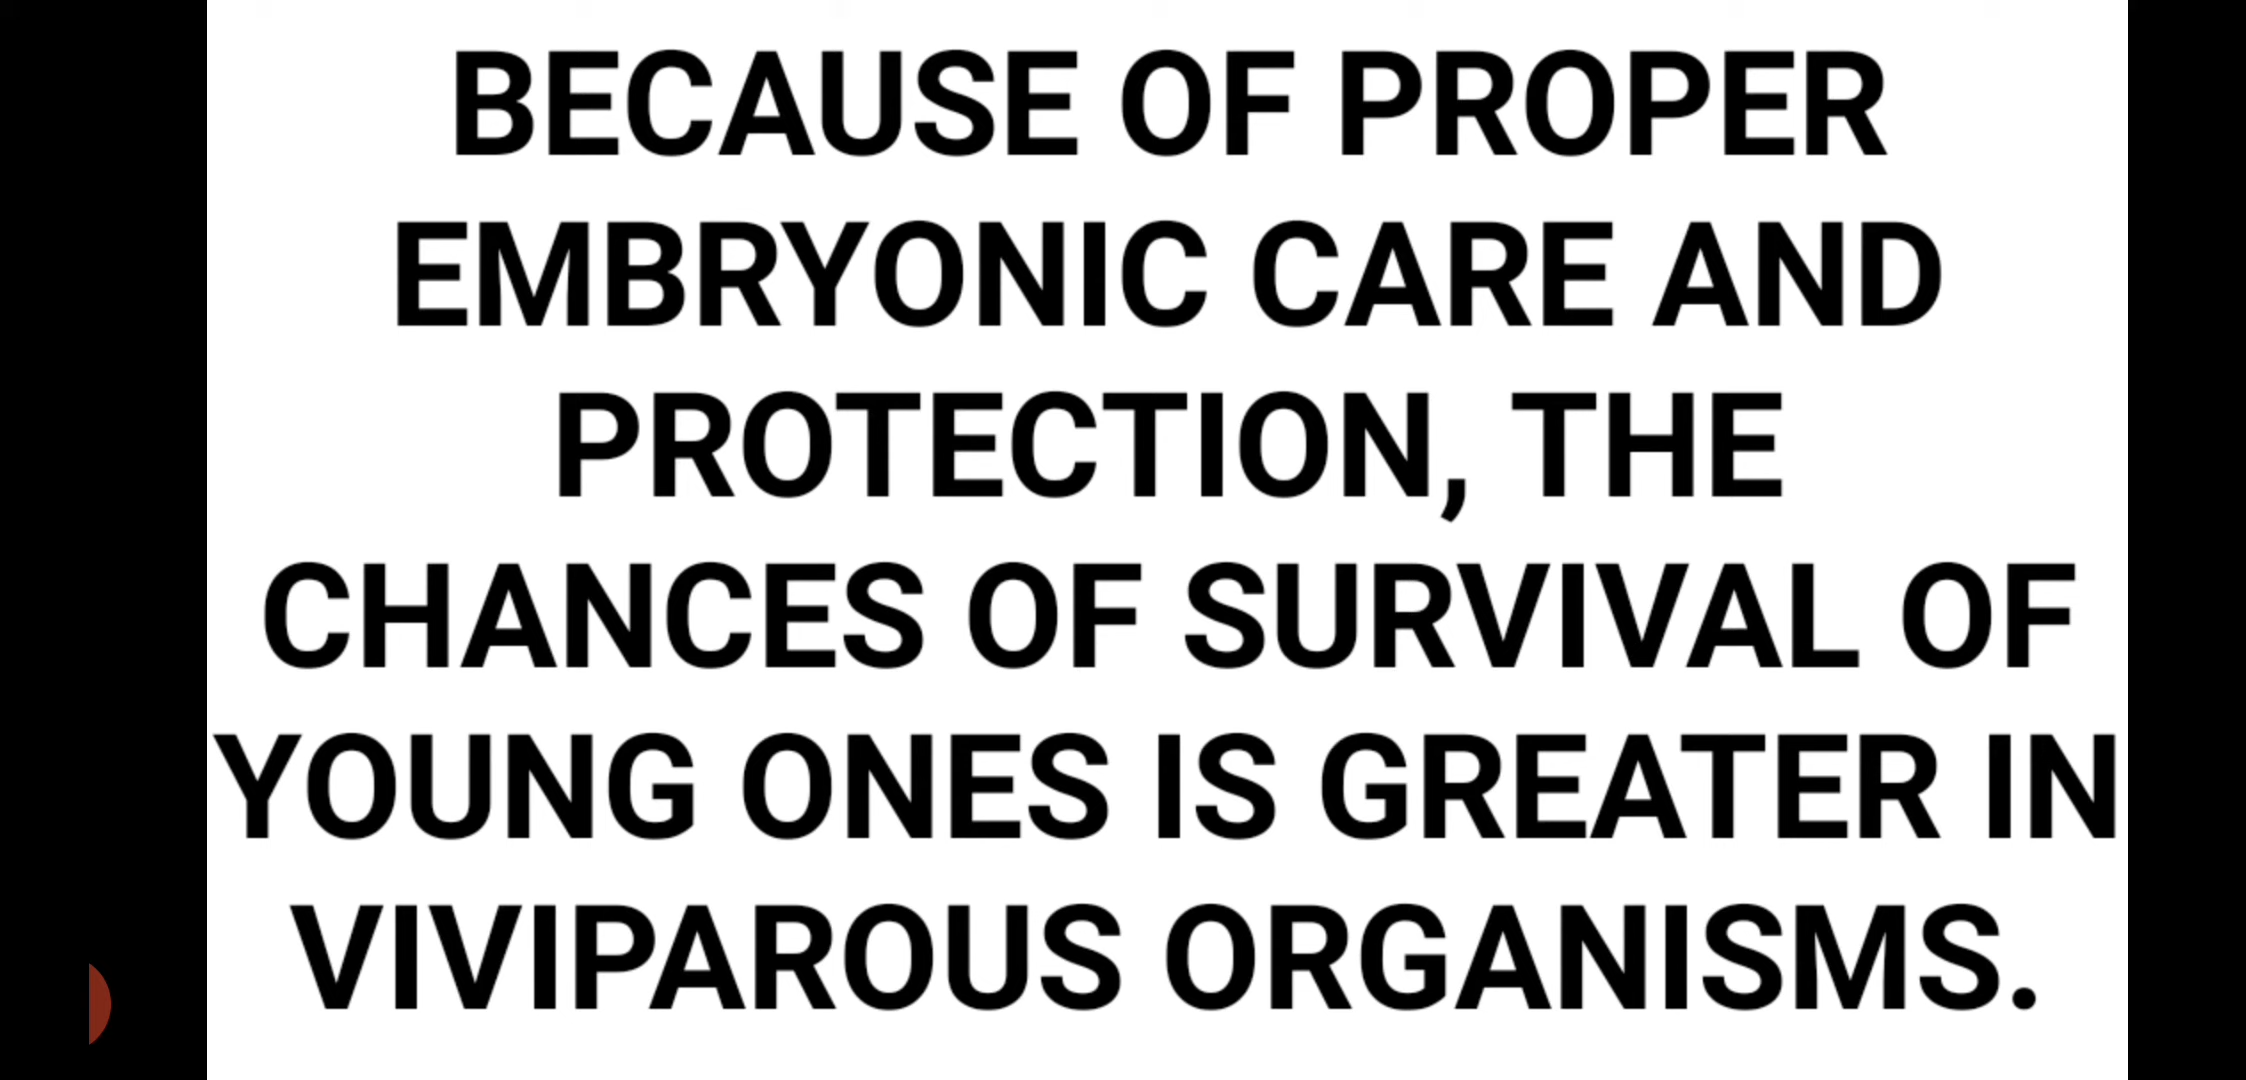 BECAUSE OF PROPER
EMBRYONIC CARE AND
PROTECTION, THE
CHANCES OF SURVIVAL OF
YOUNG ONES IS GREATER IN
VIVIPAROUS ORGANISMS.